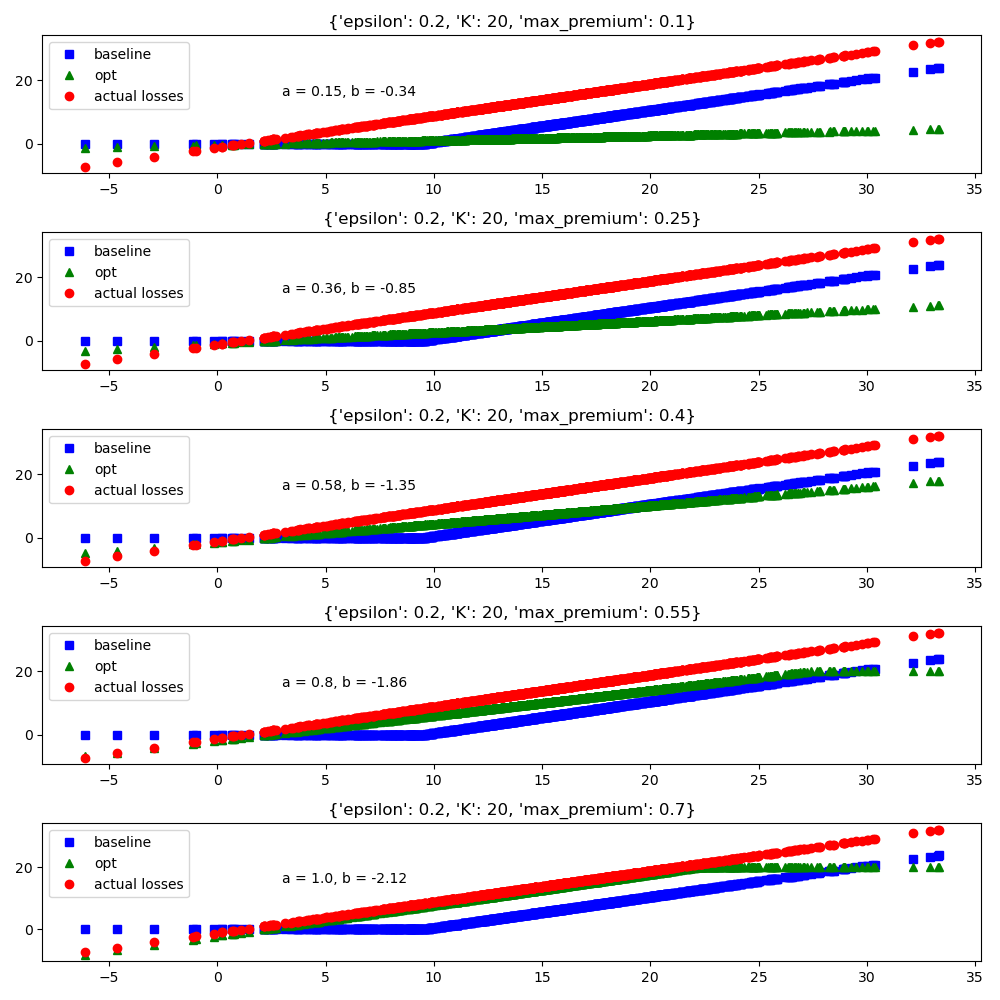 {'epsilon': 0.2, 'K': 20, 'max_premium': 0.1}
baseline
opt
actual losses
a = 0.15, b = -0.34
20
0
−5 0 5 10 15 20 25 30 35
{'epsilon': 0.2, 'K': 20, 'max_premium': 0.25}
baseline
opt
actual losses
a = 0.36, b = -0.85
20
0
−5 0 5 10 15 20 25 30 35
{'epsilon': 0.2, 'K': 20, 'max_premium': 0.4}
baseline
opt
actual losses
a = 0.58, b = -1.35
20
0
−5 0 5 10 15 20 25 30 35
{'epsilon': 0.2, 'K': 20, 'max_premium': 0.55}
baseline
opt
actual losses
a = 0.8, b = -1.86
20
0
−5 0 5 10 15 20 25 30 35
{'epsilon': 0.2, 'K': 20, 'max_premium': 0.7}
baseline
opt
actual losses
a = 1.0, b = -2.12
20
0
−5 0 5 10 15 20 25 30 35